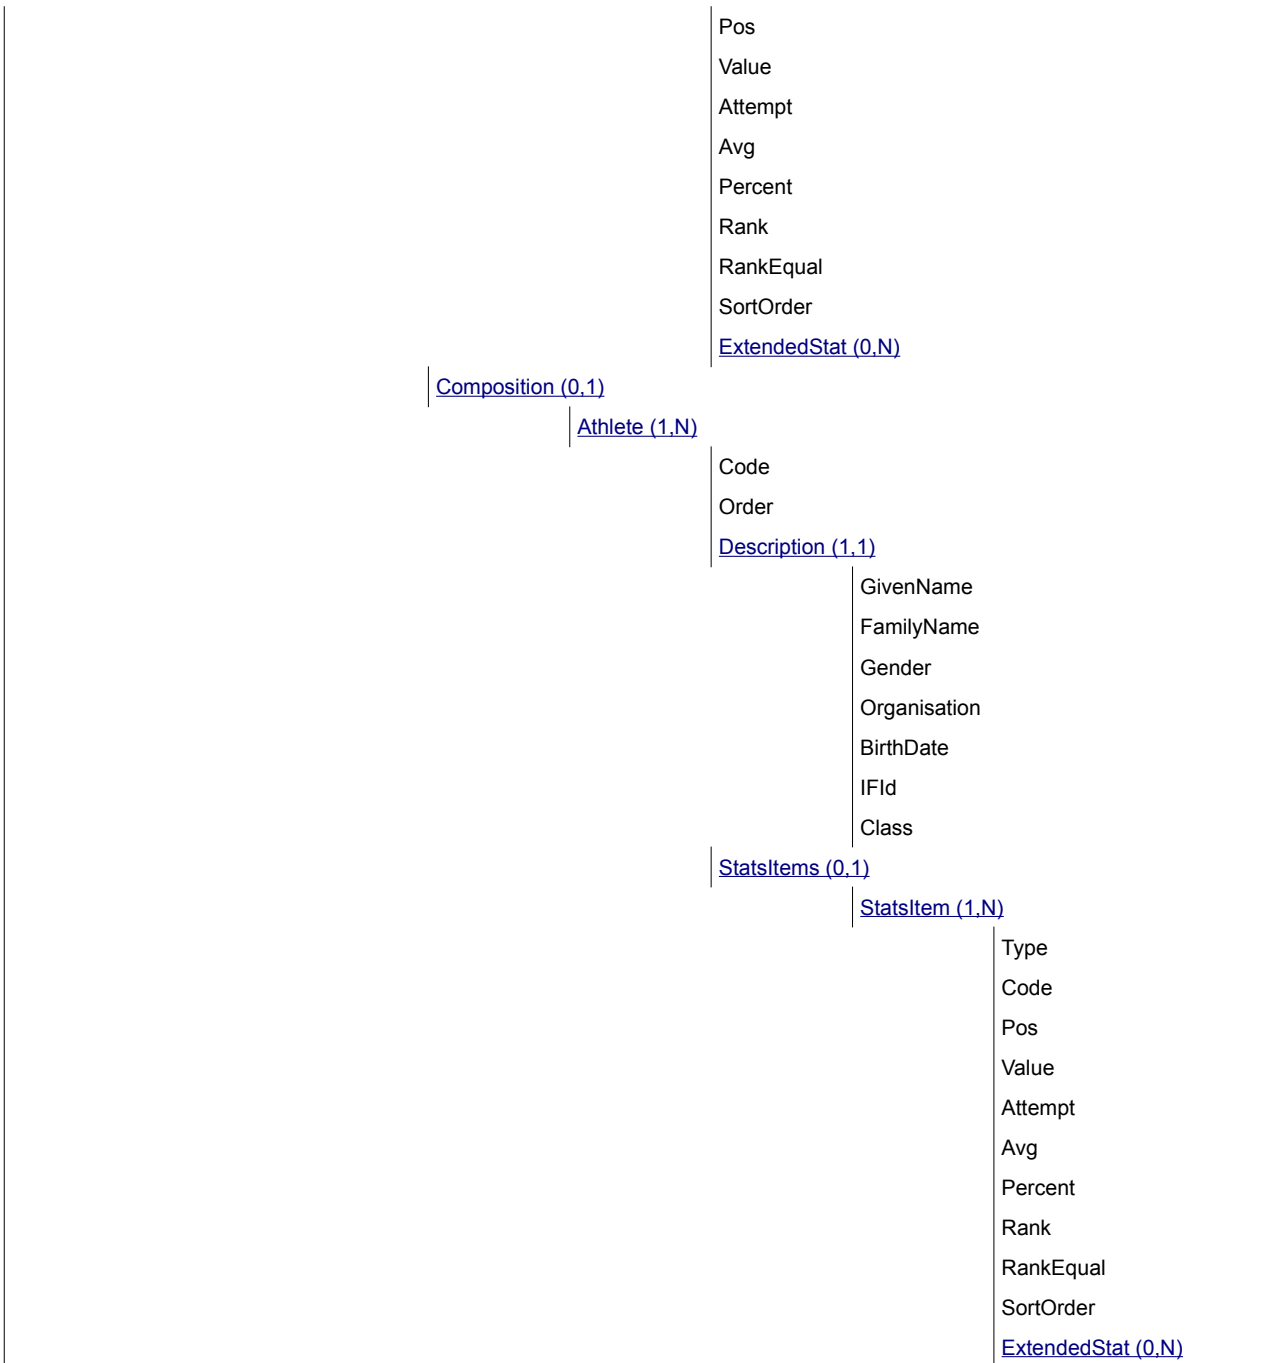 Pos
Value
Attempt
Avg
Percent
Rank
RankEqual
SortOrder
ExtendedStat (0,N)
Composition (0,1)
Athlete (1,N)
Code
Order
Description (1,1)
GivenName
FamilyName
Gender
Organisation
BirthDate
IFId
Class
StatsItems (0,1)
StatsItem (1,N)
Type
Code
Pos
Value
Attempt
Avg
Percent
Rank
RankEqual
SortOrder
ExtendedStat (0,N)